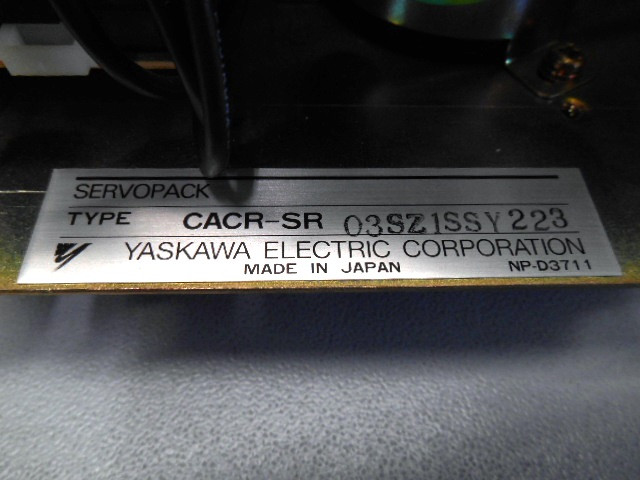 SERVOPACK
TYPE CACR-SR 03SZ1SSY223
YASKAWA ELECTRIC CORPORATION
MADE IN JAPAN NP-D3711